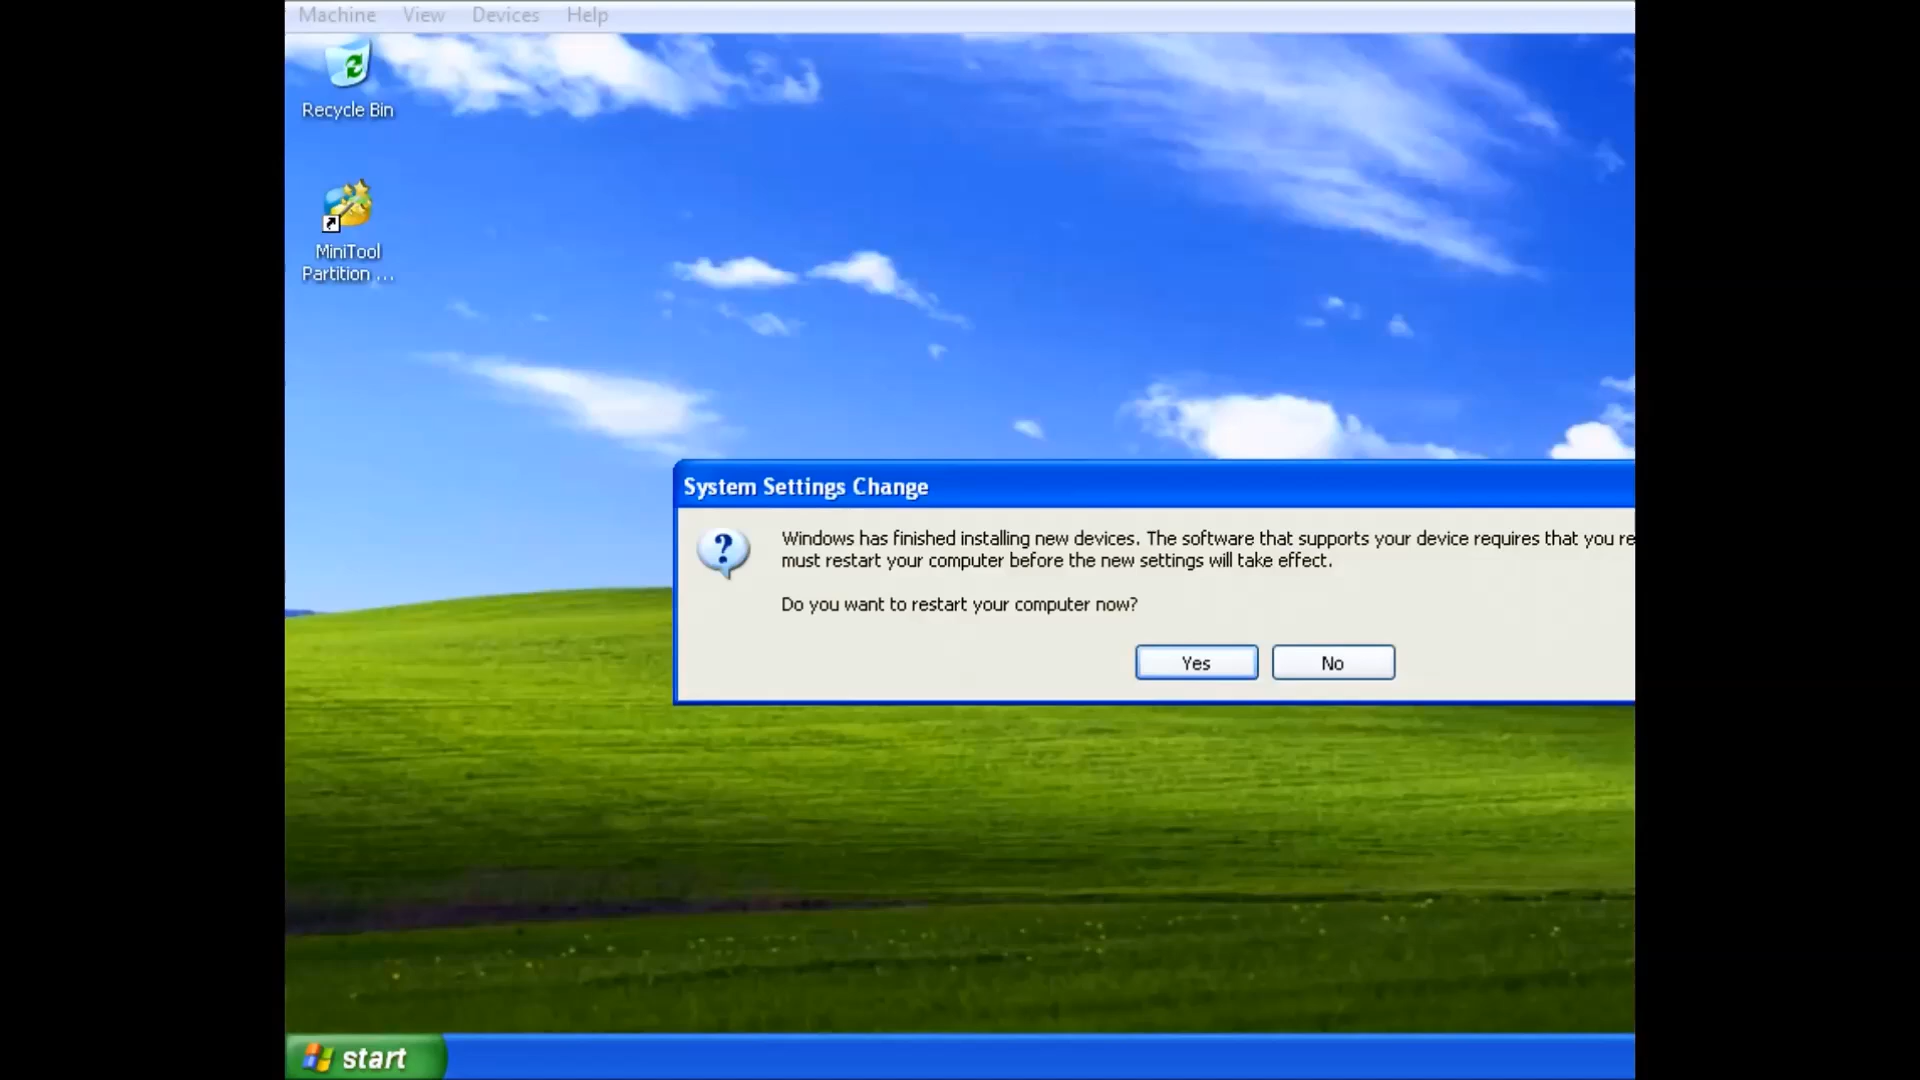 Machine View Devices Help
Recycle Bin
MiniTool
Partition ...
System Settings Change
Windows has finished installing new devices. The software that supports your device requires that you re
must restart your computer before the new settings will take effect.
Do you want to restart your computer now?
Yes No
start